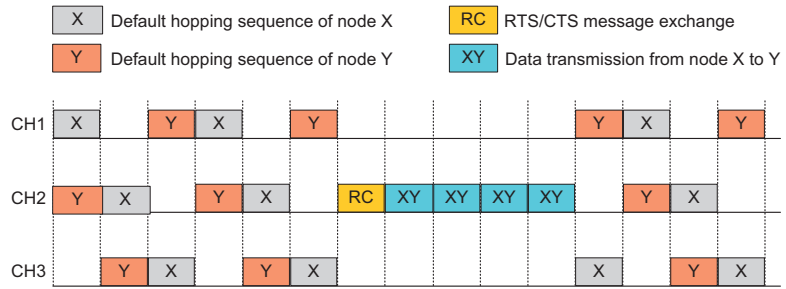 X Default hopping sequence of node X RC RTS/CTS message exchange
Y Default hopping sequence of node Y XY Data transmission from node X to Y
CH1 X Y X Y Y X Y
CH2 Y X Y X RC XY XY XY XY Y X
CH3 Y X Y X X Y X